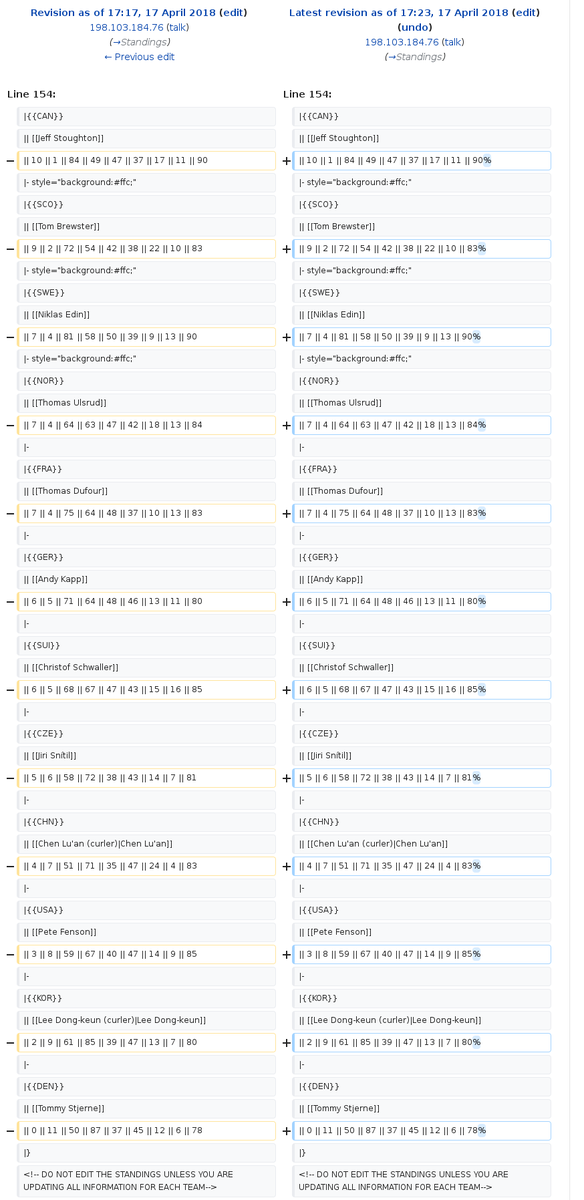 Revision as of 17:17, 17 April 2018 (edit)
198.103.184.76 (talk)
(→Standings)
← Previous edit
Latest revision as of 17:23, 17 April 2018 (edit)
(undo)
198.103.184.76 (talk)
(→Standings)
Line 154:
Line 154:
|{{CAN}}
|{{CAN}}
|| [[Jeff Stoughton]]
|| [[Jeff Stoughton]]
− || 10 || 1 || 84 || 49 || 47 || 37 || 17 || 11 || 90
+ || 10 || 1 || 84 || 49 || 47 || 37 || 17 || 11 || 90%
|- style="background:#ffc;"
|- style="background:#ffc;"
|{{SCO}}
|{{SCO}}
|| [[Tom Brewster]]
|| [[Tom Brewster]]
− || 9 || 2 || 72 || 54 || 42 || 38 || 22 || 10 || 83
+ || 9 || 2 || 72 || 54 || 42 || 38 || 22 || 10 || 83%
|- style="background:#ffc;"
|- style="background:#ffc;"
|{{SWE}}
|{{SWE}}
|| [[Niklas Edin]]
|| [[Niklas Edin]]
− || 7 || 4 || 81 || 58 || 50 || 39 || 9 || 13 || 90
+ || 7 || 4 || 81 || 58 || 50 || 39 || 9 || 13 || 90%
|- style="background:#ffc;"
|- style="background:#ffc;"
|{{NOR}}
|{{NOR}}
|| [[Thomas Ulsrud]]
|| [[Thomas Ulsrud]]
− || 7 || 4 || 64 || 63 || 47 || 42 || 18 || 13 || 84
+ || 7 || 4 || 64 || 63 || 47 || 42 || 18 || 13 || 84%
|-
|-
|{{FRA}}
|{{FRA}}
|| [[Thomas Dufour]]
|| [[Thomas Dufour]]
− || 7 || 4 || 75 || 64 || 48 || 37 || 10 || 13 || 83
+ || 7 || 4 || 75 || 64 || 48 || 37 || 10 || 13 || 83%
|-
|-
|{{GER}}
|{{GER}}
|| [[Andy Kapp]]
|| [[Andy Kapp]]
− || 6 || 5 || 71 || 64 || 48 || 46 || 13 || 11 || 80
+ || 6 || 5 || 71 || 64 || 48 || 46 || 13 || 11 || 80%
|-
|-
|{{SUI}}
|{{SUI}}
|| [[Christof Schwaller]]
|| [[Christof Schwaller]]
− || 6 || 5 || 68 || 67 || 47 || 43 || 15 || 16 || 85
+ || 6 || 5 || 68 || 67 || 47 || 43 || 15 || 16 || 85%
|-
|-
|{{CZE}}
|{{CZE}}
|| [[Jiri Snítil]]
|| [[Jiri Snítil]]
− || 5 || 6 || 58 || 72 || 38 || 43 || 14 || 7 || 81
+ || 5 || 6 || 58 || 72 || 38 || 43 || 14 || 7 || 81%
|-
|-
|{{CHN}}
|{{CHN}}
|| [[Chen Lu'an (curler)|Chen Lu'an]]
|| [[Chen Lu'an (curler)|Chen Lu'an]]
− || 4 || 7 || 51 || 71 || 35 || 47 || 24 || 4 || 83
+ || 4 || 7 || 51 || 71 || 35 || 47 || 24 || 4 || 83%
|-
|-
|{{USA}}
|{{USA}}
|| [[Pete Fenson]]
|| [[Pete Fenson]]
− || 3 || 8 || 59 || 67 || 40 || 47 || 14 || 9 || 85
+ || 3 || 8 || 59 || 67 || 40 || 47 || 14 || 9 || 85%
|-
|-
|{{KOR}}
|{{KOR}}
|| [[Lee Dong-keun (curler)|Lee Dong-keun]]
|| [[Lee Dong-keun (curler)|Lee Dong-keun]]
− || 2 || 9 || 61 || 85 || 39 || 47 || 13 || 7 || 80
+ || 2 || 9 || 61 || 85 || 39 || 47 || 13 || 7 || 80%
|-
|-
|{{DEN}}
|{{DEN}}
|| [[Tommy Stjerne]]
|| [[Tommy Stjerne]]
− || 0 || 11 || 50 || 87 || 37 || 45 || 12 || 6 || 78
+ || 0 || 11 || 50 || 87 || 37 || 45 || 12 || 6 || 78%
|}
|}
<!-- DO NOT EDIT THE STANDINGS UNLESS YOU ARE
UPDATING ALL INFORMATION FOR EACH TEAM-->
<!-- DO NOT EDIT THE STANDINGS UNLESS YOU ARE
UPDATING ALL INFORMATION FOR EACH TEAM-->